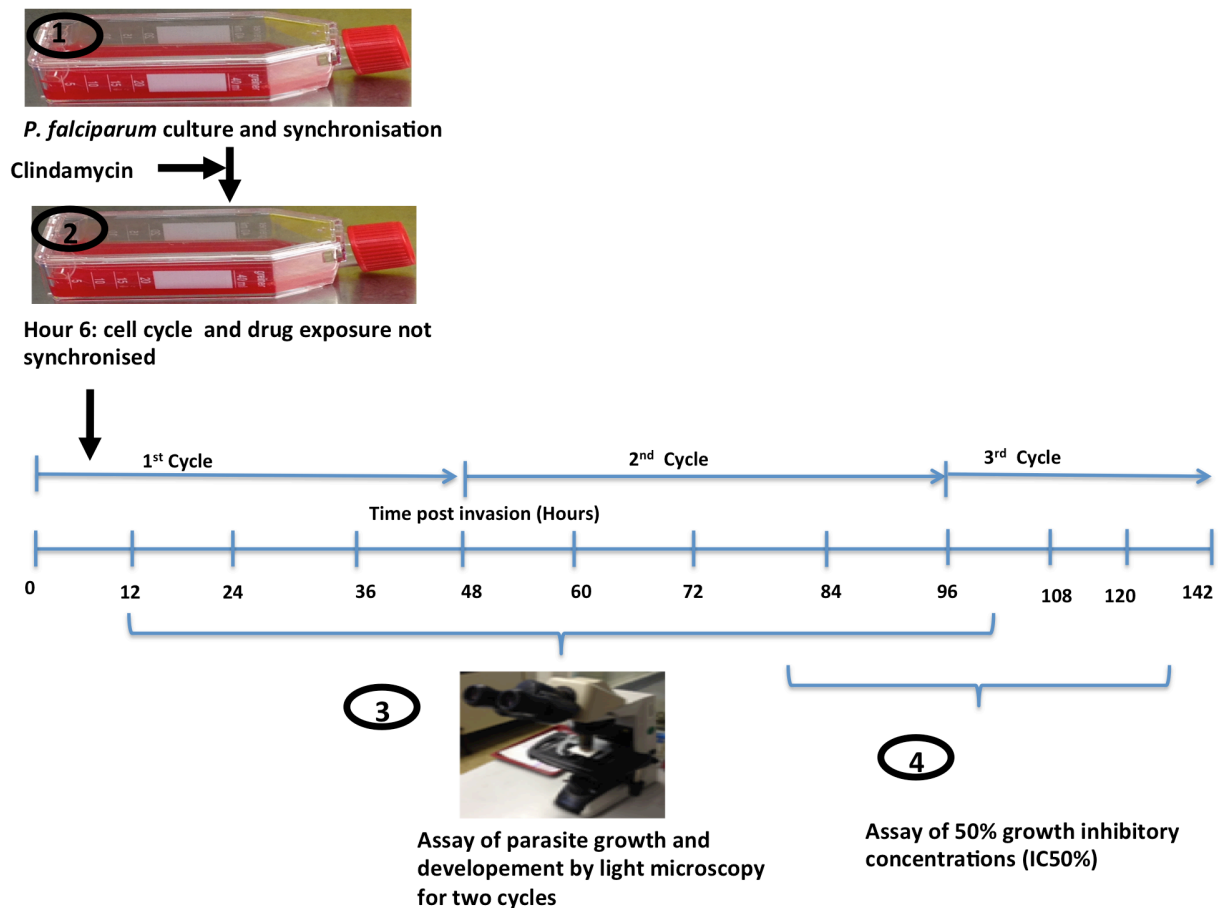 1
P. falciparum culture and synchronisation
Clindamycin
2
Hour 6: cell cycle  and drug exposure not
synchronised
1st Cycle
2nd  Cycle
3rd  Cycle
Time post invasion (Hours)
0 12 24 36 48 60 72 84 96 108 120 142
3
4
Assay of parasite growth and
developement by light microscopy
for two cycles
Assay of 50% growth inhibitory
concentrations (IC50%)